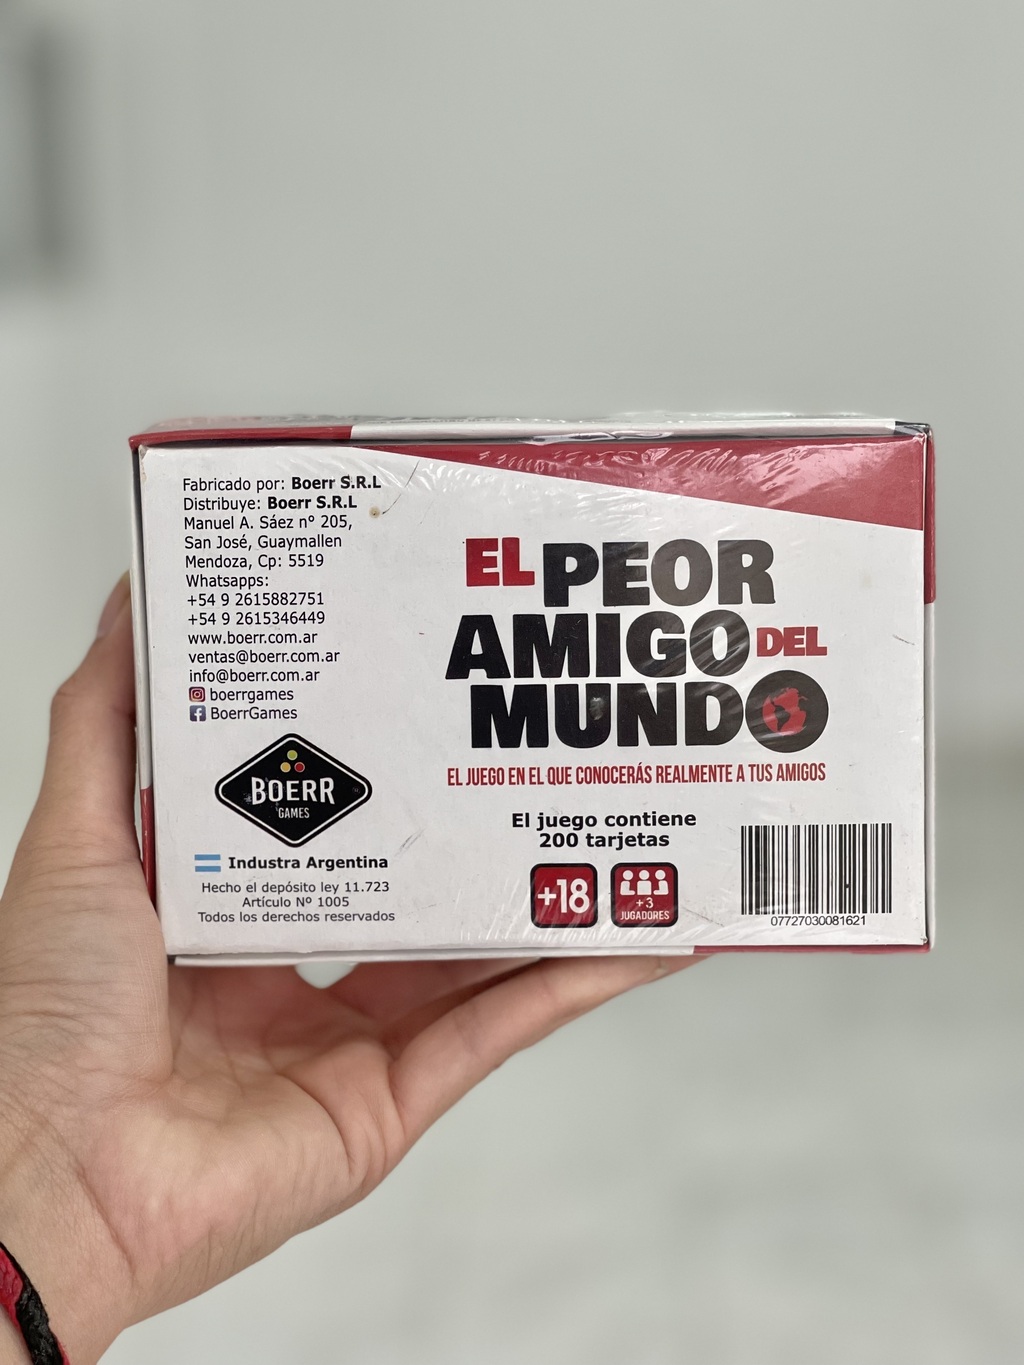 Fabricado por: Boerr S.R.L
Distribuye: Boerr S.R.L
Manuel A. Sáez nº 205,
San José, Guaymallen
Mendoza, Cp: 5519
Whatsapps:
+54 9 2615882751
+54 9 2615346449
www.boerr.com.ar
ventas@boerr.com.ar
info@boerr.com.ar
boerrgames
BoerrGames
BOERR
GAMES
Industra Argentina
Hecho el depósito ley 11.723
Artículo Nº 1005
Todos los derechos reservados
EL PEOR
AMIGO DEL
MUNDO
EL JUEGO EN EL QUE CONOCERÁS REALMENTE A TUS AMIGOS
El juego contiene
200 tarjetas
+18
+3
JUGADORES
07727030081621